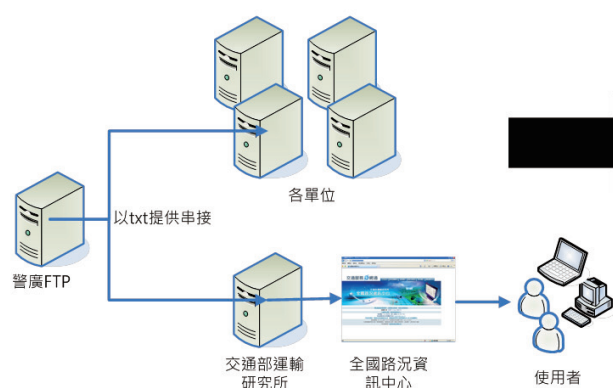 各單位
以txt提供串接
警廣FTP
交通部運輸
研究所
全國路況資
訊中心
使用者